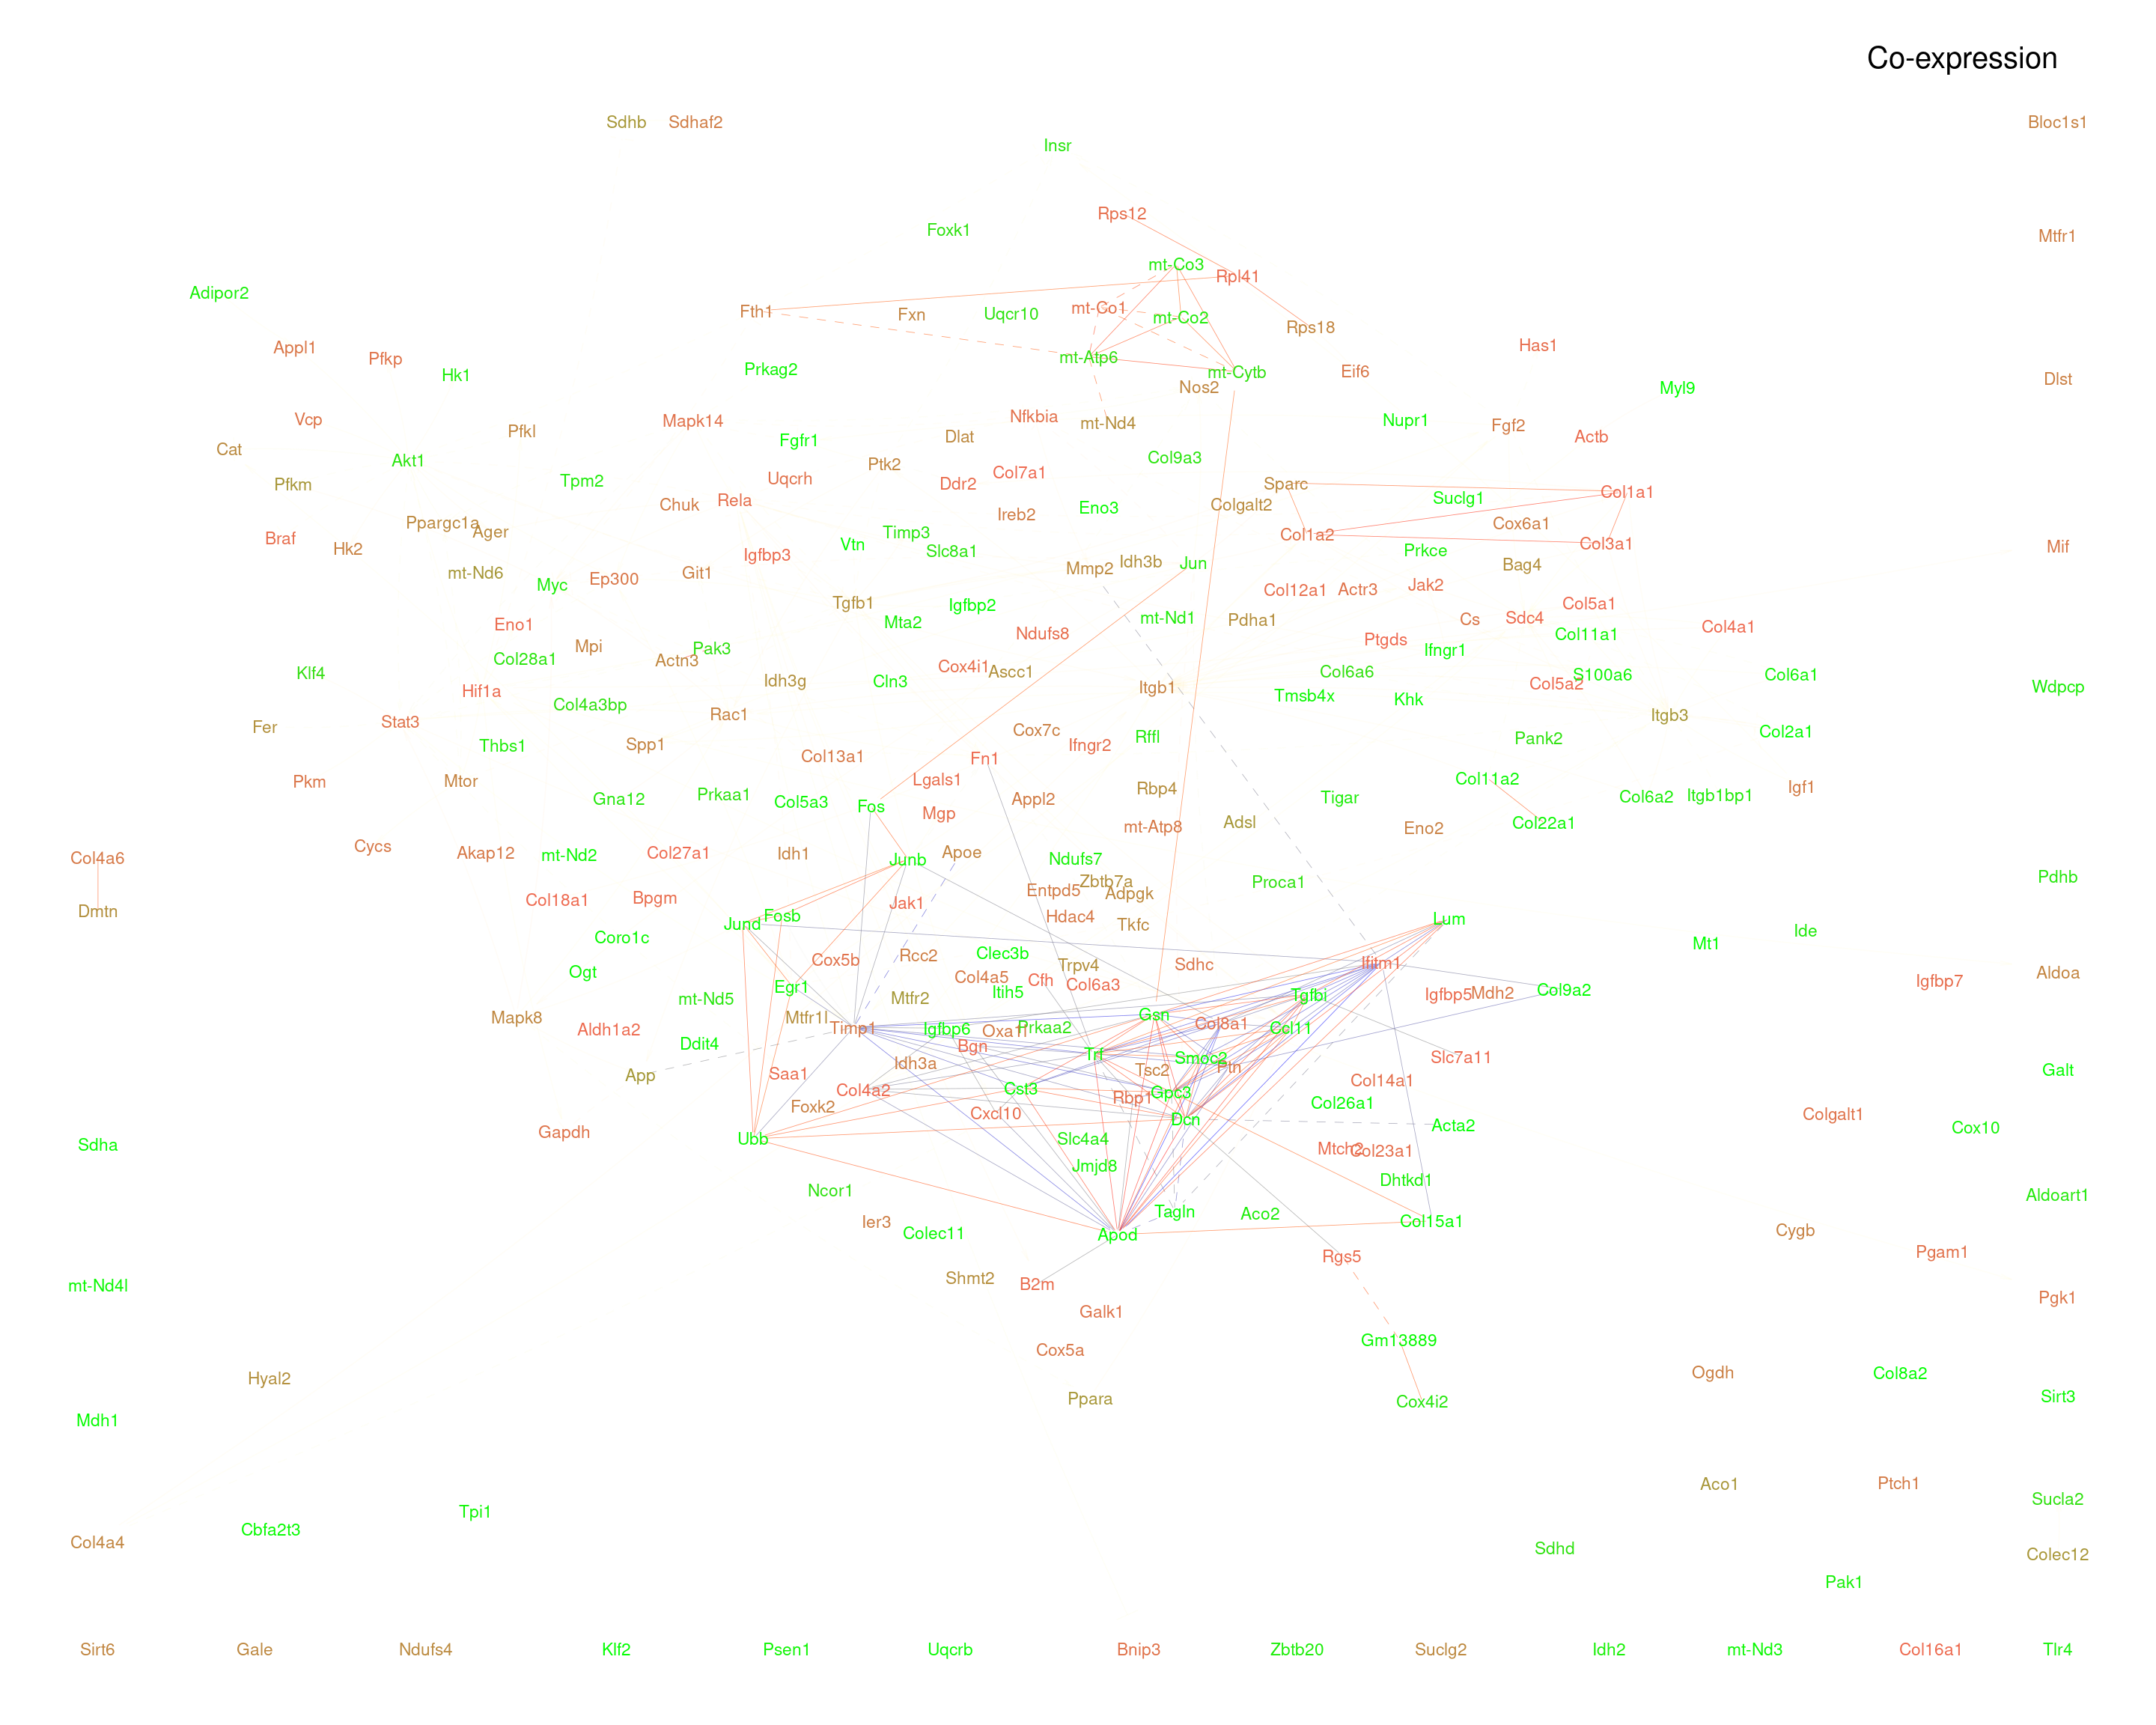 Co-expression
Sdhb
Sdhaf2
Bloc1s1
Insr
Rps12
Foxk1
Mtfr1
mt-Co3
Rpl41
Adipor2
mt-Co1
Fth1
Fxn
Uqcr10
mt-Co2
Rps18
Has1
Appl1
Pfkp
mt-Atp6
Prkag2
mt-Cytb
Eif6
Hk1
Dlst
Nos2
Myl9
Vcp
Mapk14
Nfkbia
mt-Nd4
Nupr1
Fgf2
Pfkl
Fgfr1
Dlat
Actb
Cat
Akt1
Ptk2
Col9a3
Pfkm
Tpm2
Uqcrh
Ddr2
Col7a1
Sparc
Col1a1
Chuk
Rela
Eno3
Colgalt2
Suclg1
Ppargc1a
Ager
Ireb2
Cox6a1
Braf
Hk2
Timp3
Col1a2
Col3a1
Mif
Vtn
Slc8a1
Igfbp3
Prkce
mt-Nd6
Myc
Ep300
Git1
Mmp2
Idh3b
Jun
Bag4
Tgfb1
Igfbp2
Col12a1
Actr3
Jak2
Col5a1
Eno1
Mta2
Ndufs8
mt-Nd1
Pdha1
Cs
Sdc4
Col4a1
Mpi
Pak3
Ptgds
Ifngr1
Col11a1
Klf4
Col28a1
Actn3
Cox4i1
Ascc1
Col6a6
S100a6
Col6a1
Hif1a
Col4a3bp
Idh3g
Cln3
Itgb1
Tmsb4x
Khk
Col5a2
Wdpcp
Fer
Stat3
Rac1
Itgb3
Thbs1
Spp1
Cox7c
Ifngr2
Rffl
Pank2
Col2a1
Pkm
Mtor
Col13a1
Fn1
Lgals1
Rbp4
Col11a2
Igf1
Gna12
Prkaa1
Col5a3
Fos
Appl2
Tigar
Col6a2
Itgb1bp1
Mgp
mt-Atp8
Adsl
Eno2
Col22a1
Col4a6
Cycs
Akap12
mt-Nd2
Col27a1
Idh1
Junb
Apoe
Ndufs7
Dmtn
Col18a1
Bpgm
Jak1
Entpd5
Zbtb7a
Adpgk
Proca1
Pdhb
Coro1c
Jund
Fosb
Hdac4
Tkfc
Lum
Mt1
Ide
Ogt
Cox5b
Rcc2
Clec3b
Trpv4
Sdhc
Ifitm1
Aldoa
mt-Nd5
Egr1
Mtfr2
Col4a5
Itih5
Cfh
Col6a3
Tgfbi
Igfbp5
Mdh2
Col9a2
Igfbp7
Mapk8
Aldh1a2
Mtfr1l
Timp1
Igfbp6
Oxa1l
Prkaa2
Gsn
Col8a1
Ccl11
Ddit4
Bgn
Trf
Smoc2
Slc7a11
App
Saa1
Idh3a
Tsc2
Ptn
Galt
Foxk2
Col4a2
Cst3
Gpc3
Col14a1
Cxcl10
Rbp1
Dcn
Col26a1
Colgalt1
Sdha
Gapdh
Ubb
Slc4a4
Acta2
Cox10
Jmjd8
Mtch2
Col23a1
Ncor1
Dhtkd1
Aldoart1
Ier3
Colec11
Apod
Tagln
Aco2
Col15a1
Cygb
mt-Nd4l
Shmt2
B2m
Rgs5
Pgam1
Galk1
Pgk1
Hyal2
Cox5a
Gm13889
Ogdh
Col8a2
Mdh1
Ppara
Cox4i2
Sirt3
Aco1
Ptch1
Sucla2
Col4a4
Cbfa2t3
Tpi1
Sdhd
Colec12
Pak1
Sirt6
Gale
Ndufs4
Klf2
Psen1
Uqcrb
Bnip3
Zbtb20
Suclg2
Idh2
mt-Nd3
Col16a1
Tlr4